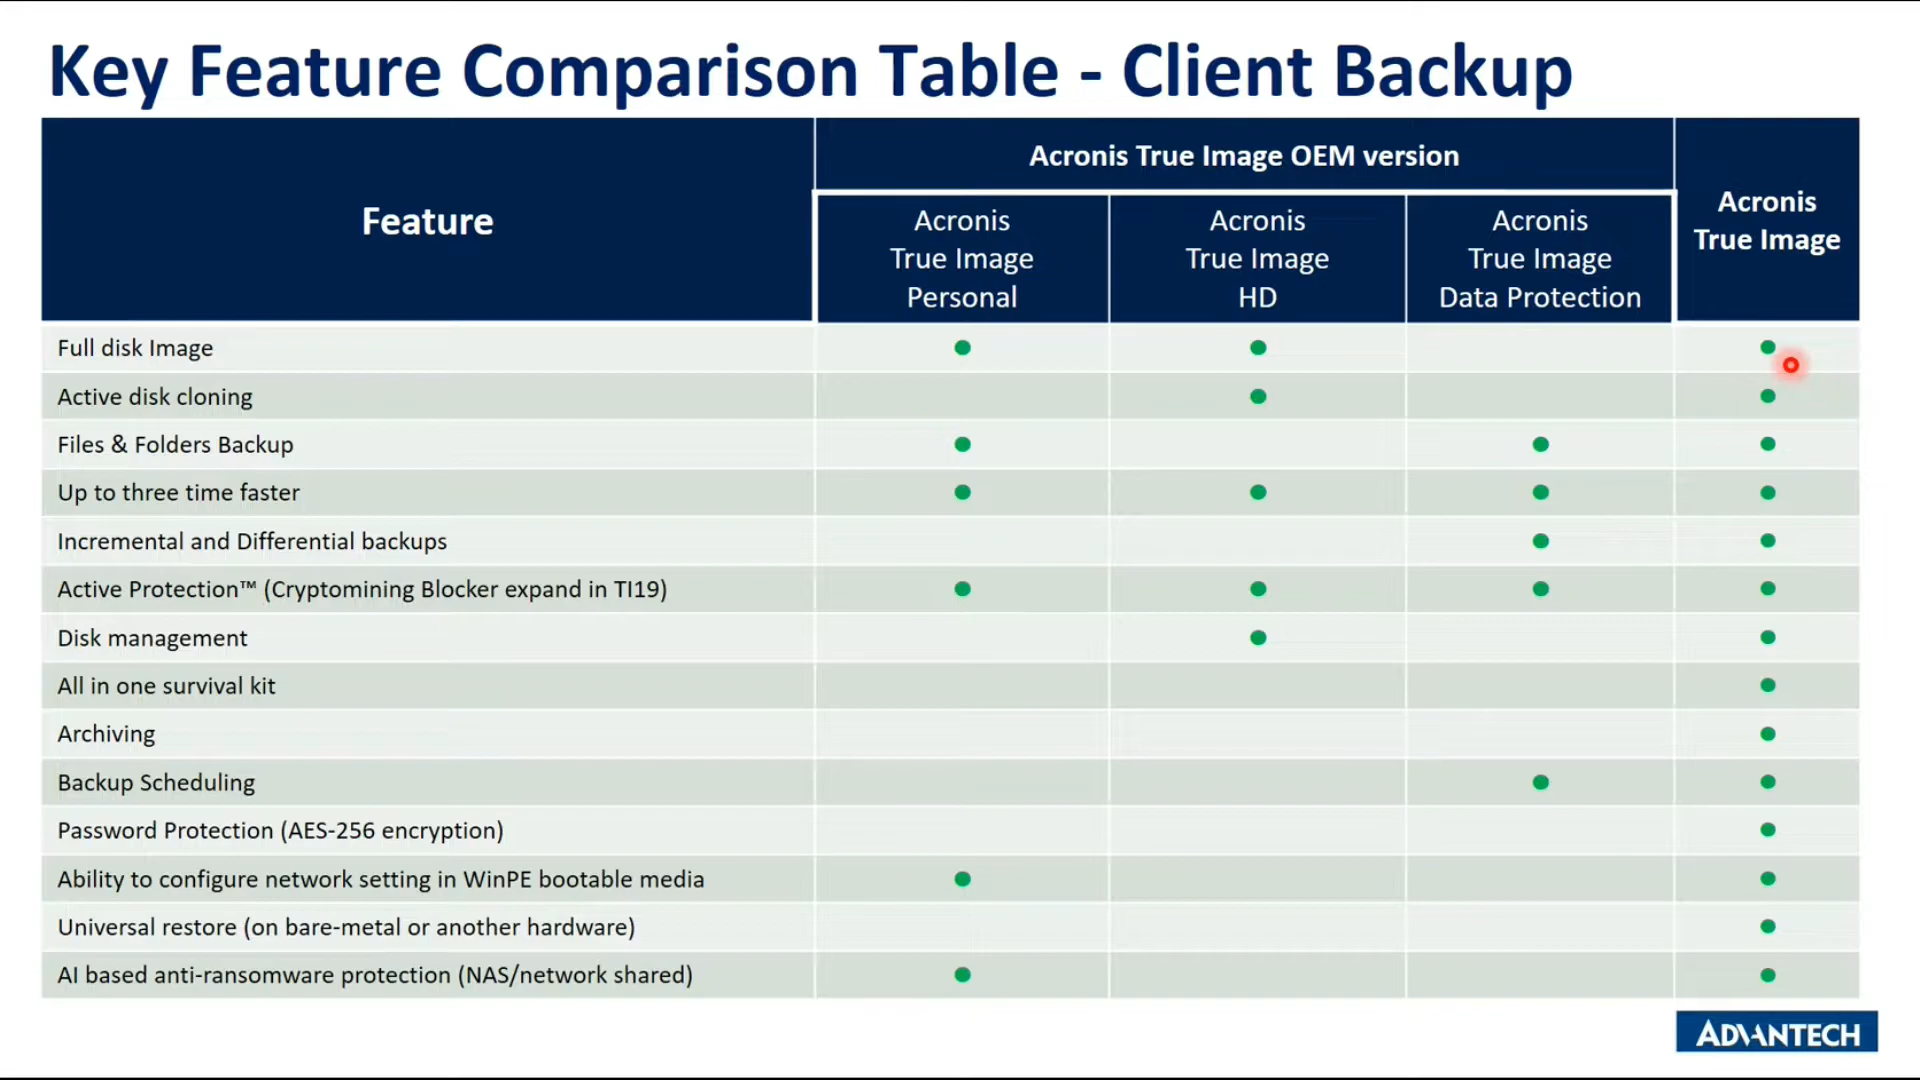 Key Feature Comparison Table - Client Backup
Feature
Acronis True Image OEM version
Acronis
True Image
Personal
Acronis
True Image
HD
Acronis
True Image
Data Protection
Acronis
True Image
Full disk Image
Active disk cloning
Files & Folders Backup
Up to three time faster
Incremental and Differential backups
Active Protection™ (Cryptomining Blocker expand in TI19)
Disk management
All in one survival kit
Archiving
Backup Scheduling
Password Protection (AES-256 encryption)
Ability to configure network setting in WinPE bootable media
Universal restore (on bare-metal or another hardware)
AI based anti-ransomware protection (NAS/network shared)
ADVANTECH